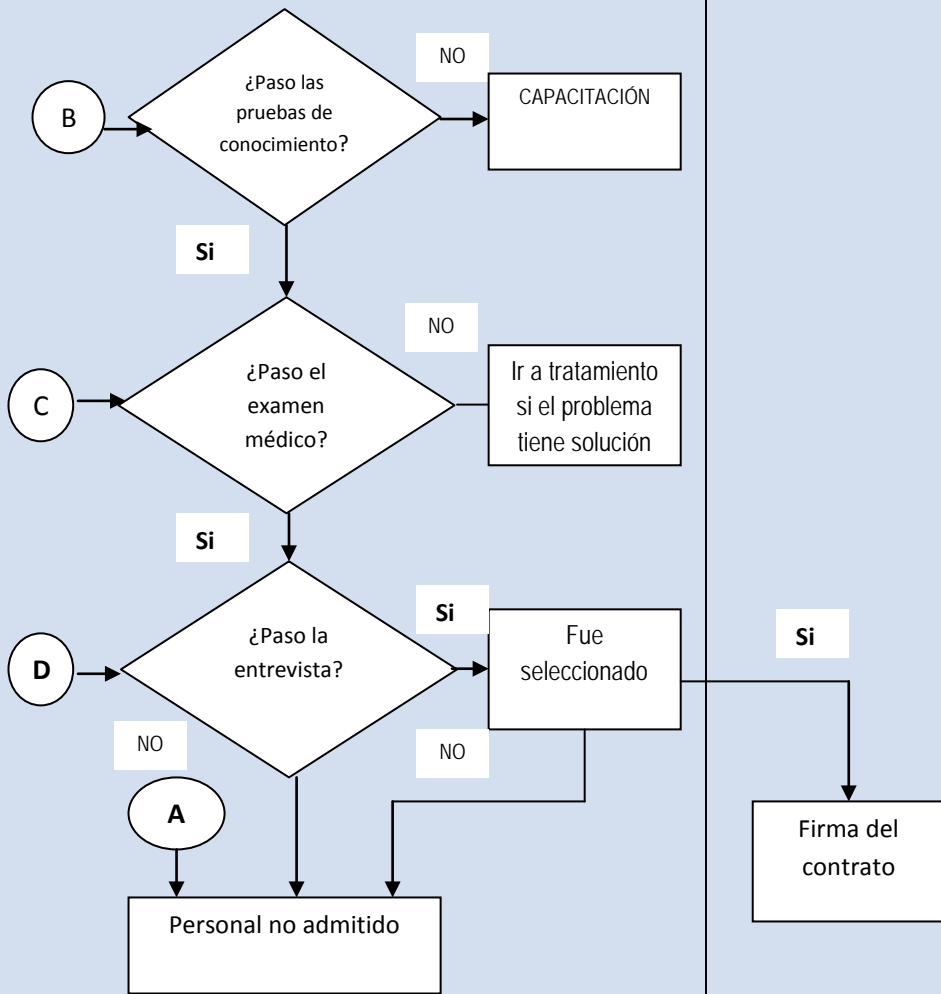 NO
B
¿Paso las
pruebas de
conocimiento?
CAPACITACIÓN
Si
NO
C
¿Paso el
examen
médico?
Ir a tratamiento
si el problema
tiene solución
Si
D
¿Paso la
entrevista?
Si
Fue
seleccionado
Si
NO
NO
A
Firma del
contrato
Personal no admitido